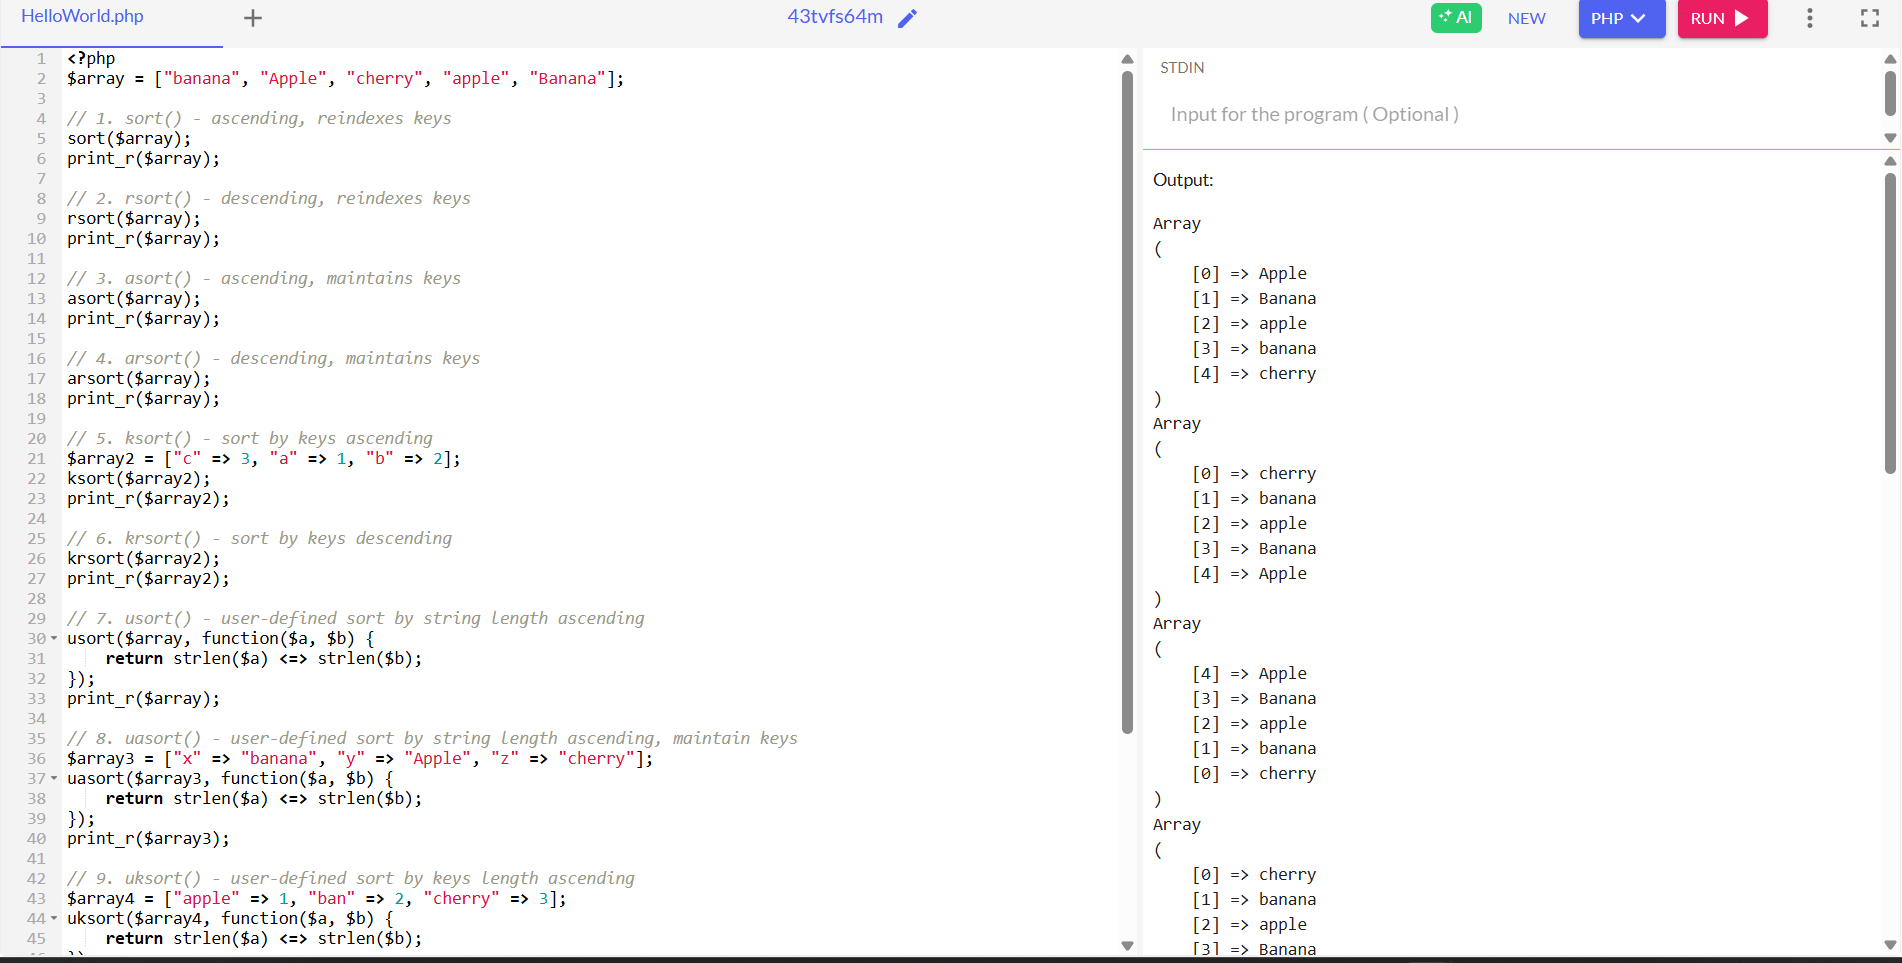 HelloWorld.php
+
43tvfs64m
AI
NEW
PHP
RUN
1 <?php
2 $array = ["banana", "Apple", "cherry", "apple", "Banana"];
3
4 // 1. sort() - ascending, reindexes keys
5 sort($array);
6 print_r($array);
7
8 // 2. rsort() - descending, reindexes keys
9 rsort($array);
10 print_r($array);
11
12 // 3. asort() - ascending, maintains keys
13 asort($array);
14 print_r($array);
15
16 // 4. arsort() - descending, maintains keys
17 arsort($array);
18 print_r($array);
19
20 // 5. ksort() - sort by keys ascending
21 $array2 = ["c" => 3, "a" => 1, "b" => 2];
22 ksort($array2);
23 print_r($array2);
24
25 // 6. krsort() - sort by keys descending
26 krsort($array2);
27 print_r($array2);
28
29 // 7. usort() - user-defined sort by string length ascending
30 usort($array, function($a, $b) {
31     return strlen($a) <=> strlen($b);
32 });
33 print_r($array);
34
35 // 8. uasort() - user-defined sort by string length ascending, maintain keys
36 $array3 = ["x" => "banana", "y" => "Apple", "z" => "cherry"];
37 uasort($array3, function($a, $b) {
38     return strlen($a) <=> strlen($b);
39 });
40 print_r($array3);
41
42 // 9. uksort() - user-defined sort by keys length ascending
43 $array4 = ["apple" => 1, "ban" => 2, "cherry" => 3];
44 uksort($array4, function($a, $b) {
45     return strlen($a) <=> strlen($b);
STDIN
Input for the program ( Optional )
Output:
Array
(
    [0] => Apple
    [1] => Banana
    [2] => apple
    [3] => banana
    [4] => cherry
)
Array
(
    [0] => cherry
    [1] => banana
    [2] => apple
    [3] => Banana
    [4] => Apple
)
Array
(
    [4] => Apple
    [3] => Banana
    [2] => apple
    [1] => banana
    [0] => cherry
)
Array
(
    [0] => cherry
    [1] => banana
    [2] => apple
    [3] => Banana